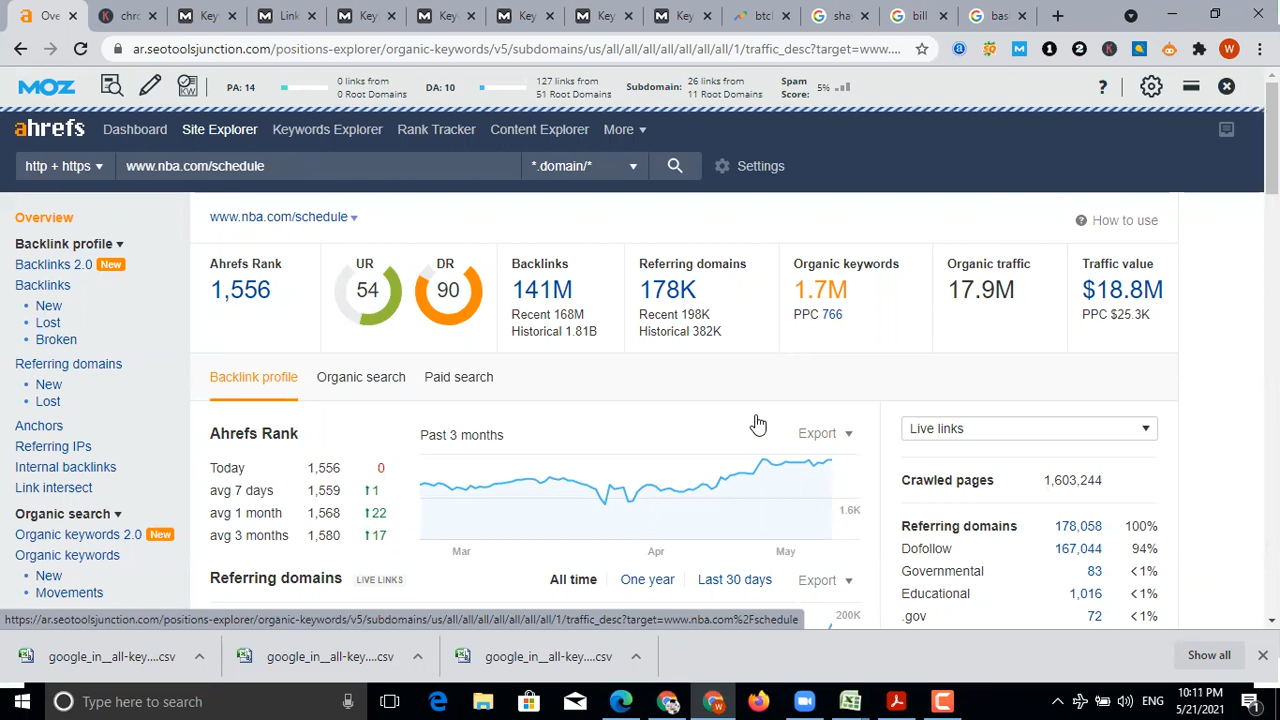 Ove
chro
Key
Link
Key
Key
Key
Key
Key
btcl
sha
bill
bas
ar.seotoolsjunction.com/positions-explorer/organic-keywords/v5/subdomains/us/all/all/all/all/all/all/all/1/traffic_desc?target=www....
W
MOZ
KW
PA: 14
0 links from
0 Root Domains
DA: 10
127 links from
51 Root Domains
Subdomain:
26 links from
11 Root Domains
Spam
Score:
5%
?
ahrefs
Dashboard
Site Explorer
Keywords Explorer
Rank Tracker
Content Explorer
More
http + https
www.nba.com/schedule
*.domain/*
Settings
Overview
Backlink profile
Backlinks 2.0 New
Backlinks
• New
• Lost
• Broken
Referring domains
• New
• Lost
Anchors
Referring IPs
Internal backlinks
Link intersect
Organic search
Organic keywords 2.0 New
Organic keywords
• New
• Movements
www.nba.com/schedule
How to use
Ahrefs Rank
1,556
UR
54
DR
90
Backlinks
141M
Recent 168M
Historical 1.81B
Referring domains
178K
Recent 198K
Historical 382K
Organic keywords
1.7M
PPC 766
Organic traffic
17.9M
Traffic value
$18.8M
PPC $25.3K
Backlink profile
Organic search
Paid search
Ahrefs Rank
Today 1,556 0
avg 7 days 1,559 ↑1
avg 1 month 1,568 ↑22
avg 3 months 1,580 ↑17
Past 3 months
Export
1.6K
Mar
Apr
May
Referring domains LIVE LINKS
All time
One year
Last 30 days
Export
200K
Live links
Crawled pages 1,603,244
Referring domains 178,058 100%
Dofollow 167,044 94%
Governmental 83 <1%
Educational 1,016 <1%
.gov 72 <1%
https://ar.seotoolsjunction.com/positions-explorer/organic-keywords/v5/subdomains/us/all/all/all/all/all/all/all/1/traffic_desc?target=www.nba.com%2Fschedule
google_in__all-key....csv
google_in__all-key....csv
google_in__all-key....csv
Show all
Type here to search
ENG
10:11 PM
5/21/2021